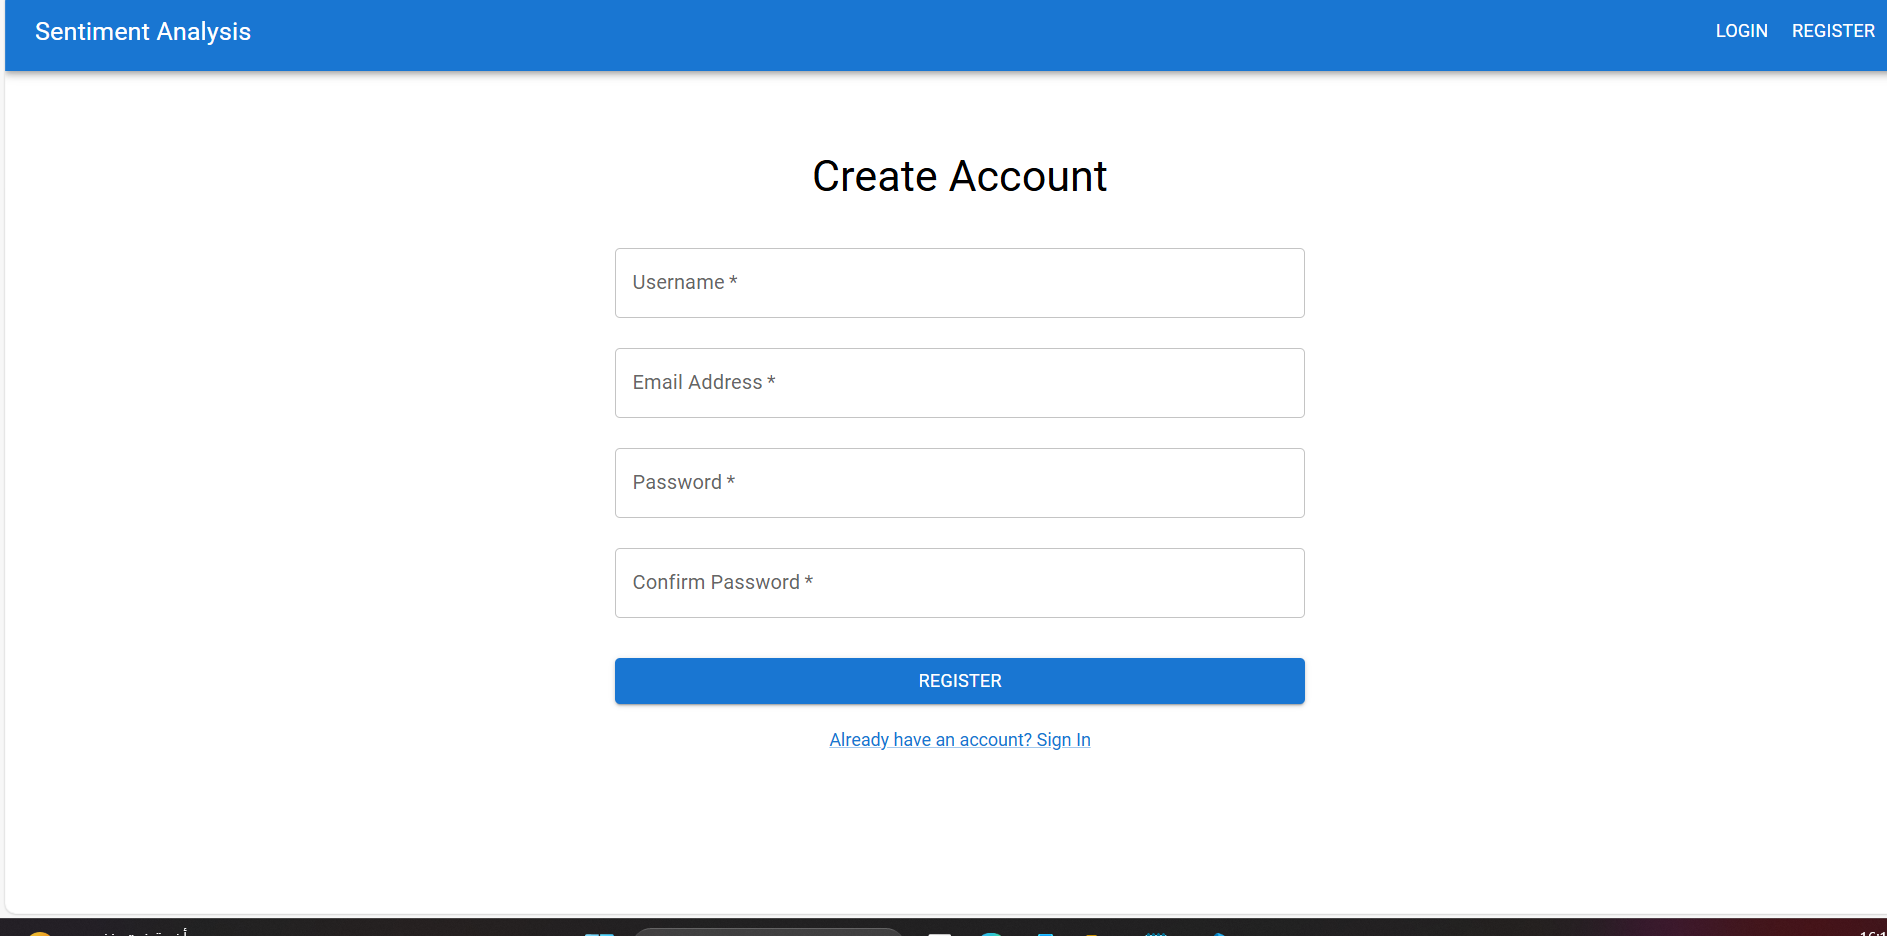 Sentiment Analysis
LOGIN REGISTER
Create Account
Username *
Email Address *
Password *
Confirm Password *
REGISTER
Already have an account? Sign In